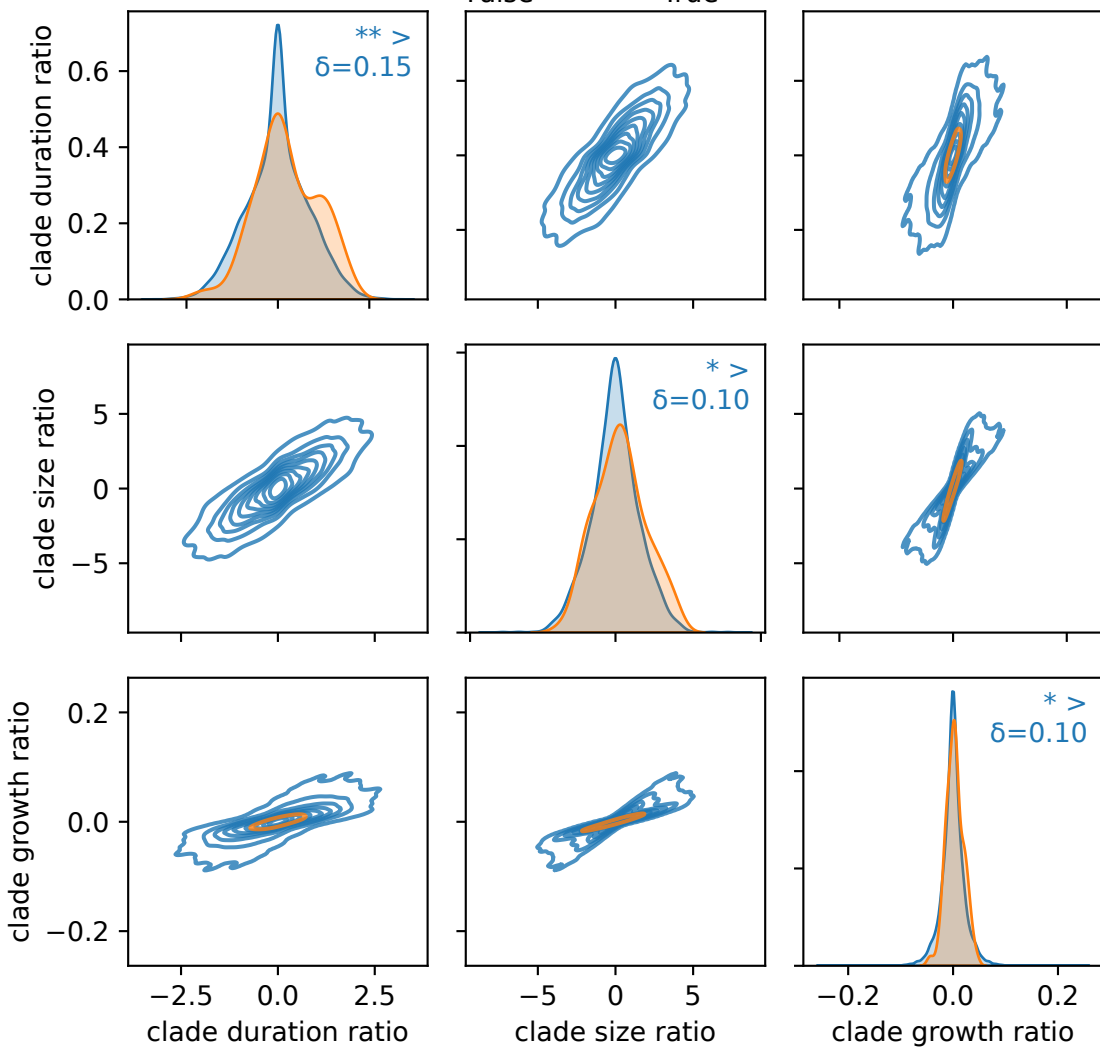 False True
** >
δ=0.15
clade duration ratio
0.6
0.4
0.2
0.0
* >
δ=0.10
clade size ratio
5
0
−5
* >
δ=0.10
clade growth ratio
0.2
0.0
−0.2
−2.5 0.0 2.5
−5 0 5
−0.2 0.0 0.2
clade duration ratio
clade size ratio
clade growth ratio